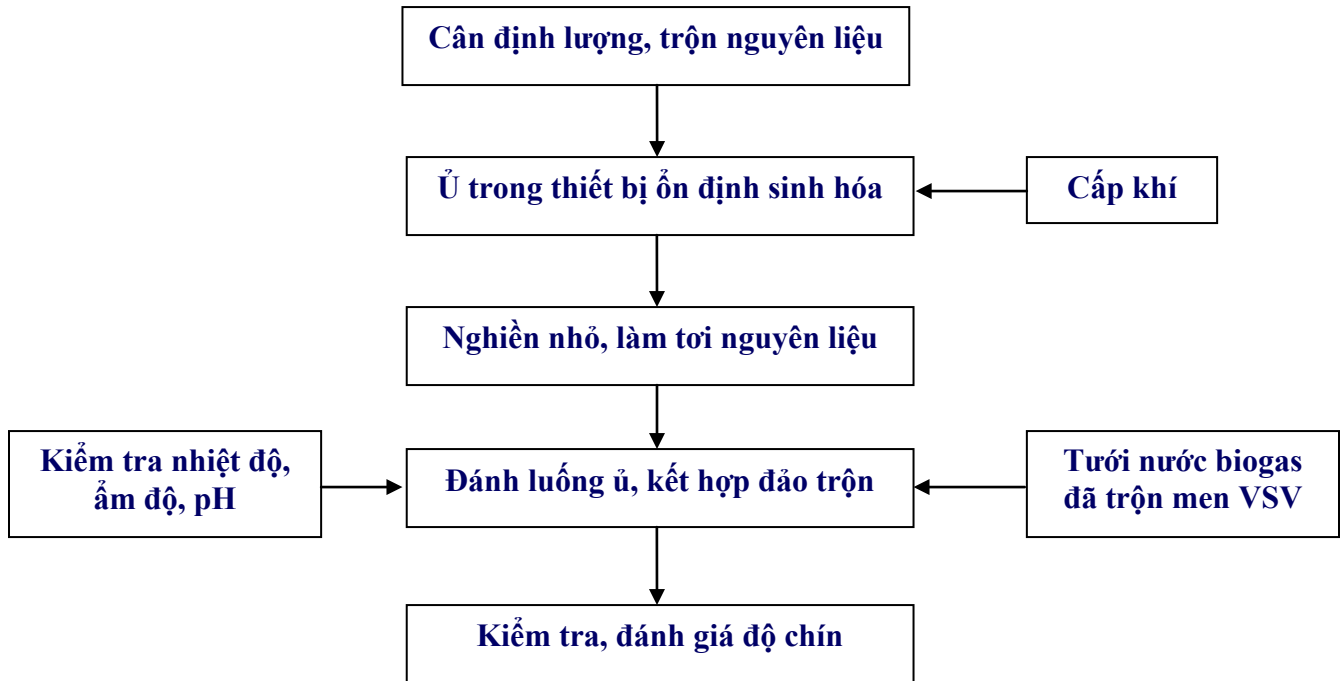 Cân định lượng, trộn nguyên liệu
Ủ trong thiết bị ổn định sinh hóa
Cấp khí
Nghiền nhỏ, làm tơi nguyên liệu
Kiểm tra nhiệt độ,
ẩm độ, pH
Đánh luống ủ, kết hợp đảo trộn
Tưới nước biogas
đã trộn men VSV
Kiểm tra, đánh giá độ chín